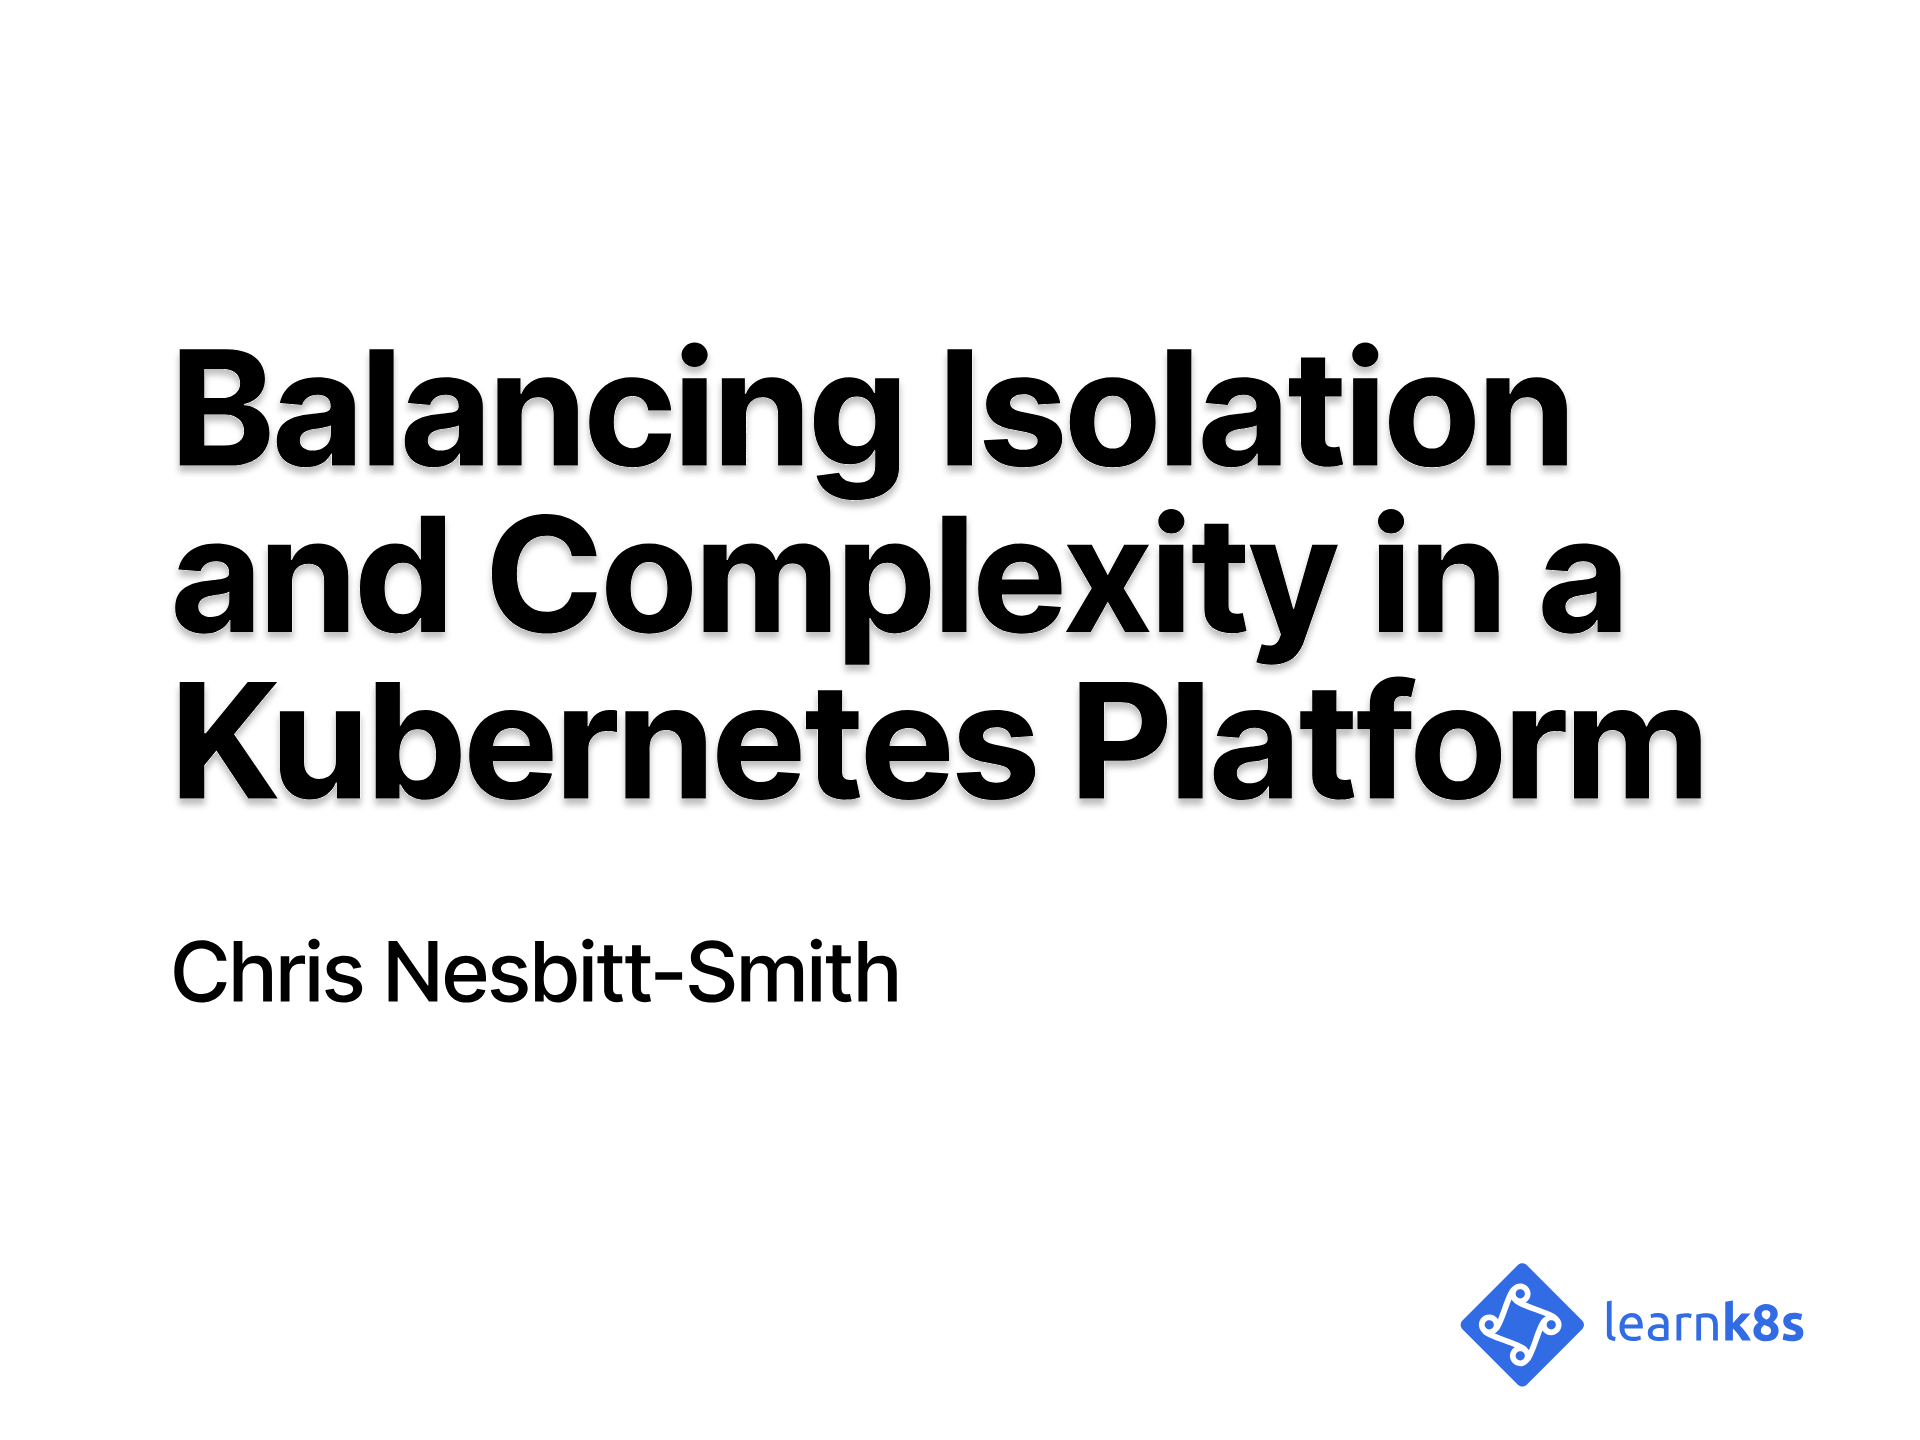 Balancing Isolation
and Complexity in a
Kubernetes Platform
Chris Nesbitt-Smith
learnk8s